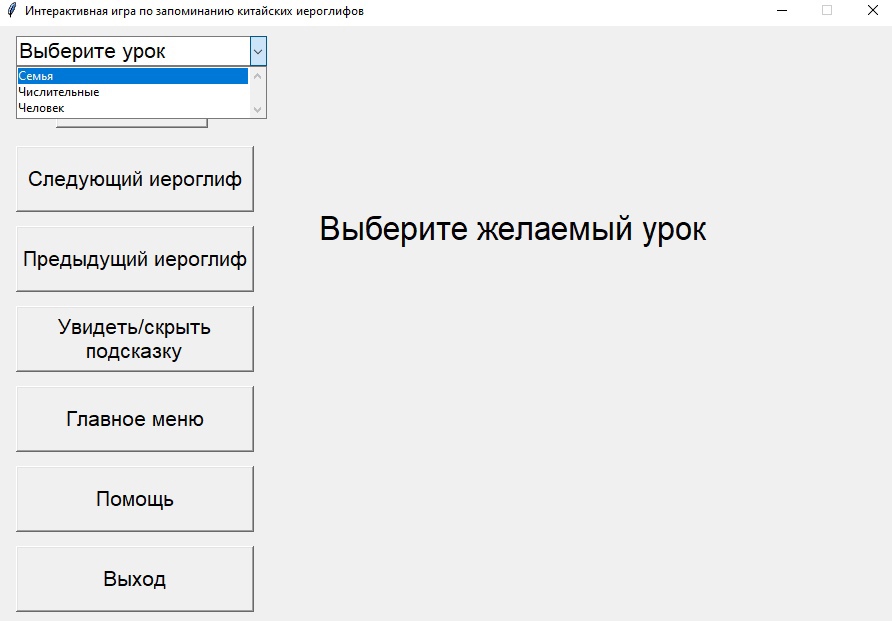 Интерактивная игра по запоминанию китайских иероглифов
Выберите урок
Семья
Числительные
Человек
Следующий иероглиф
Выберите желаемый урок
Предыдущий иероглиф
Увидеть/скрыть
подсказку
Главное меню
Помощь
Выход